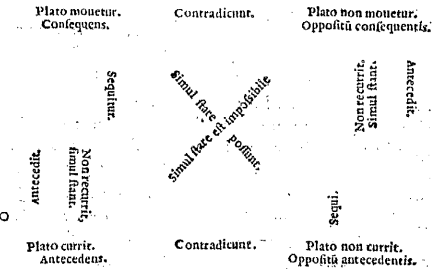 Plato mouetur.
Conſequens.
Contradicunt.
Plato non mouetur.
Oppoſitũ conſequentis.
Sequitur.
Simul ſtare
poſſunt.
Simul ſtare eſt impoſsibile
Non recurrit.
Simul ſtant.
Antecedit.
Antecedit.
Non recurrit,
ſimul ſtant.
Sequi.
Plato currit.
Antecedens.
Contradicunt.
Plato non currit.
Oppoſitũ antecedentis.